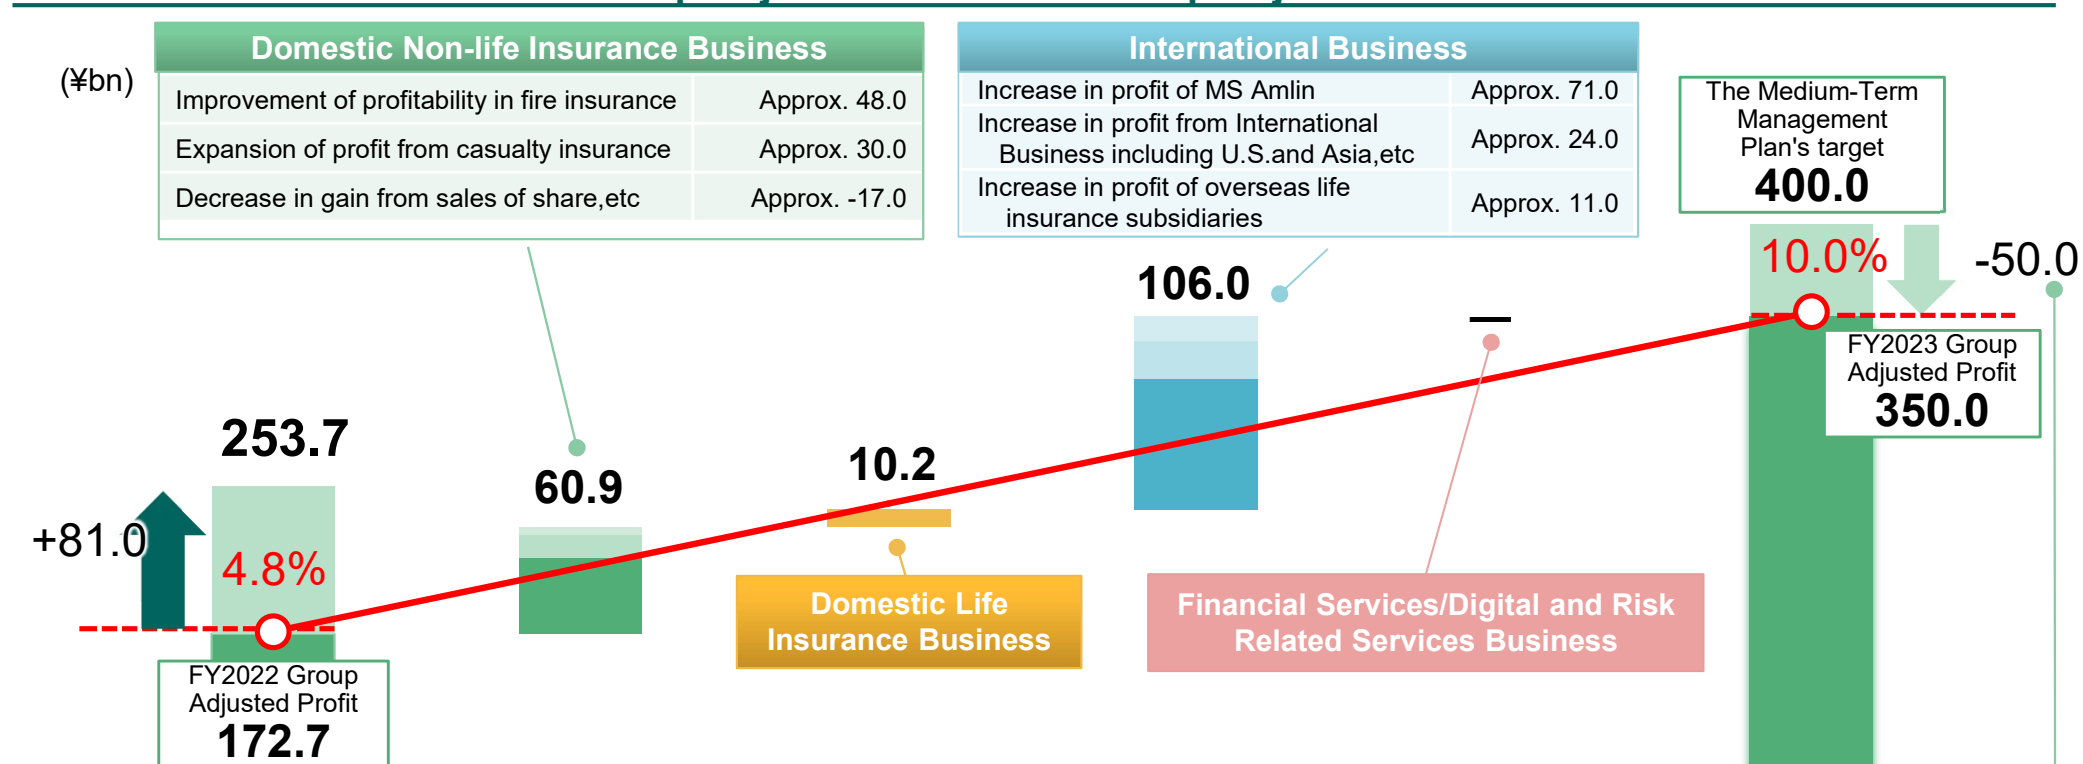 (¥bn)
Domestic Non-life Insurance Business
Improvement of profitability in fire insurance Approx. 48.0
Expansion of profit from casualty insurance Approx. 30.0
Decrease in gain from sales of share,etc Approx. -17.0
International Business
Increase in profit of MS Amlin Approx. 71.0
Increase in profit from International
Business including U.S.and Asia,etc Approx. 24.0
Increase in profit of overseas life
insurance subsidiaries Approx. 11.0
The Medium-Term
Management
Plan's target
400.0
10.0%
-50.0
FY2023 Group
Adjusted Profit
350.0
253.7
+81.0
4.8%
FY2022 Group
Adjusted Profit
172.7
60.9
10.2
Domestic Life
Insurance Business
106.0
Financial Services/Digital and Risk
Related Services Business